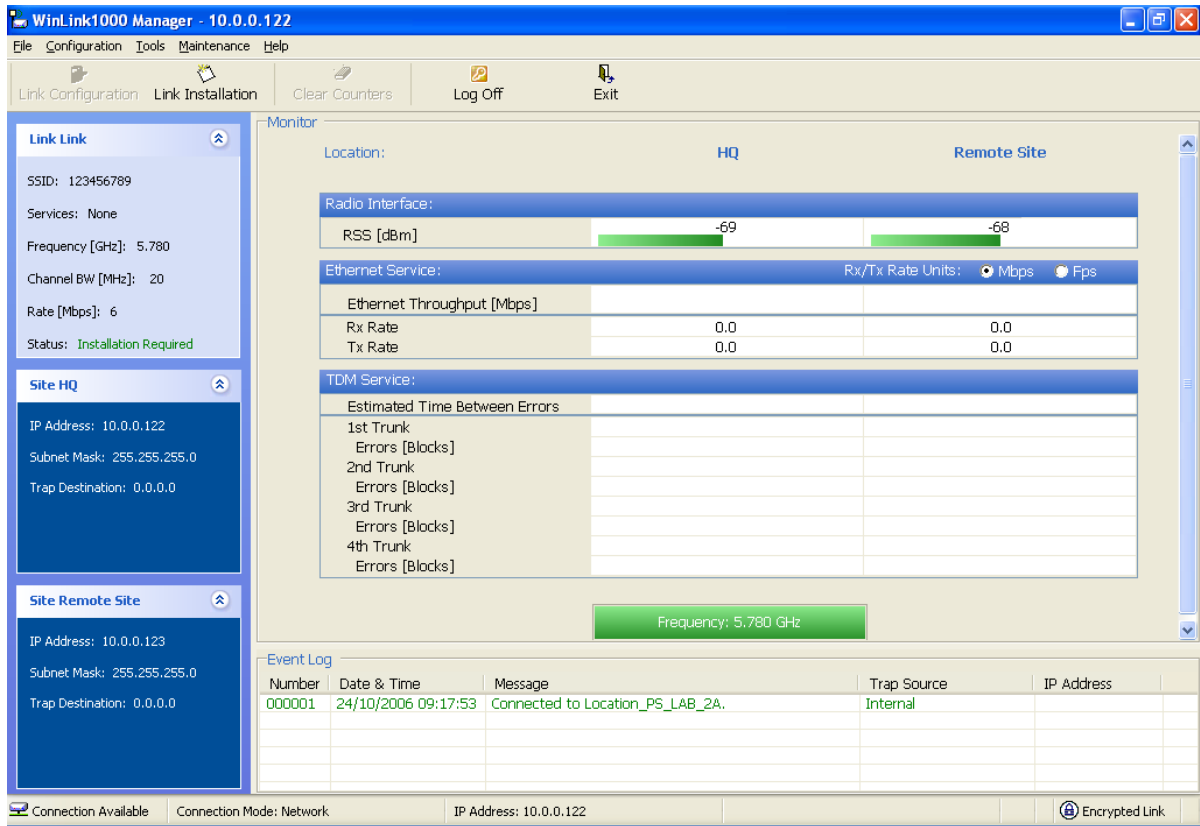 WinLink1000 Manager - 10.0.0.122
File Configuration Tools Maintenance Help
Link Configuration Link Installation Clear Counters Log Off Exit
Link Link
SSID: 123456789
Services: None
Frequency [GHz]: 5.780
Channel BW [MHz]: 20
Rate [Mbps]: 6
Status: Installation Required
Site HQ
IP Address: 10.0.0.122
Subnet Mask: 255.255.255.0
Trap Destination: 0.0.0.0
Site Remote Site
IP Address: 10.0.0.123
Subnet Mask: 255.255.255.0
Trap Destination: 0.0.0.0
Monitor
Location: HQ Remote Site
Radio Interface:
RSS [dBm] -69 -68
Ethernet Service: Rx/Tx Rate Units: Mbps Fps
Ethernet Throughput [Mbps]
Rx Rate 0.0 0.0
Tx Rate 0.0 0.0
TDM Service:
Estimated Time Between Errors
1st Trunk
Errors [Blocks]
2nd Trunk
Errors [Blocks]
3rd Trunk
Errors [Blocks]
4th Trunk
Errors [Blocks]
Frequency: 5.780 GHz
Event Log
Number Date & Time Message Trap Source IP Address
000001 24/10/2006 09:17:53 Connected to Location_PS_LAB_2A. Internal
Connection Available Connection Mode: Network IP Address: 10.0.0.122 Encrypted Link